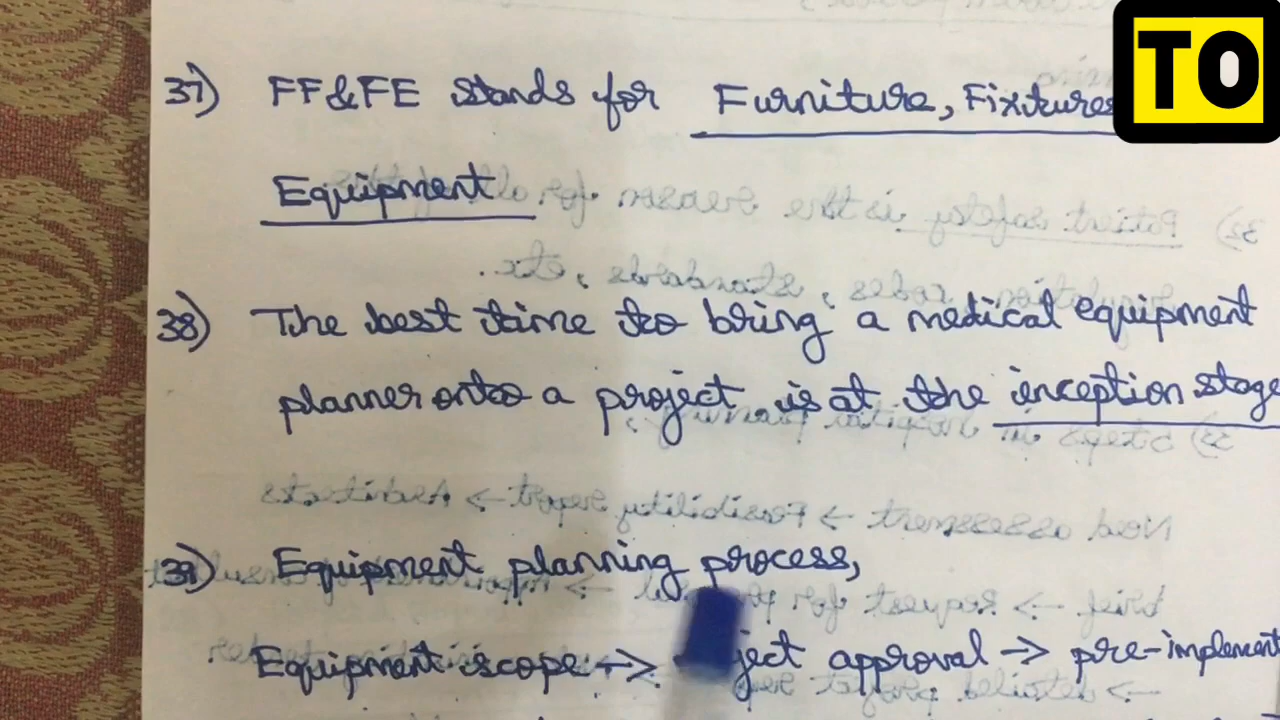 TO
37) FF&FE stands for Furniture, Fixtures
Equipment
38) The best time to bring a medical equipment
planner onto a project is at the inception stage
39) Equipment planning process,
Equipment scope → approval → pre-implement